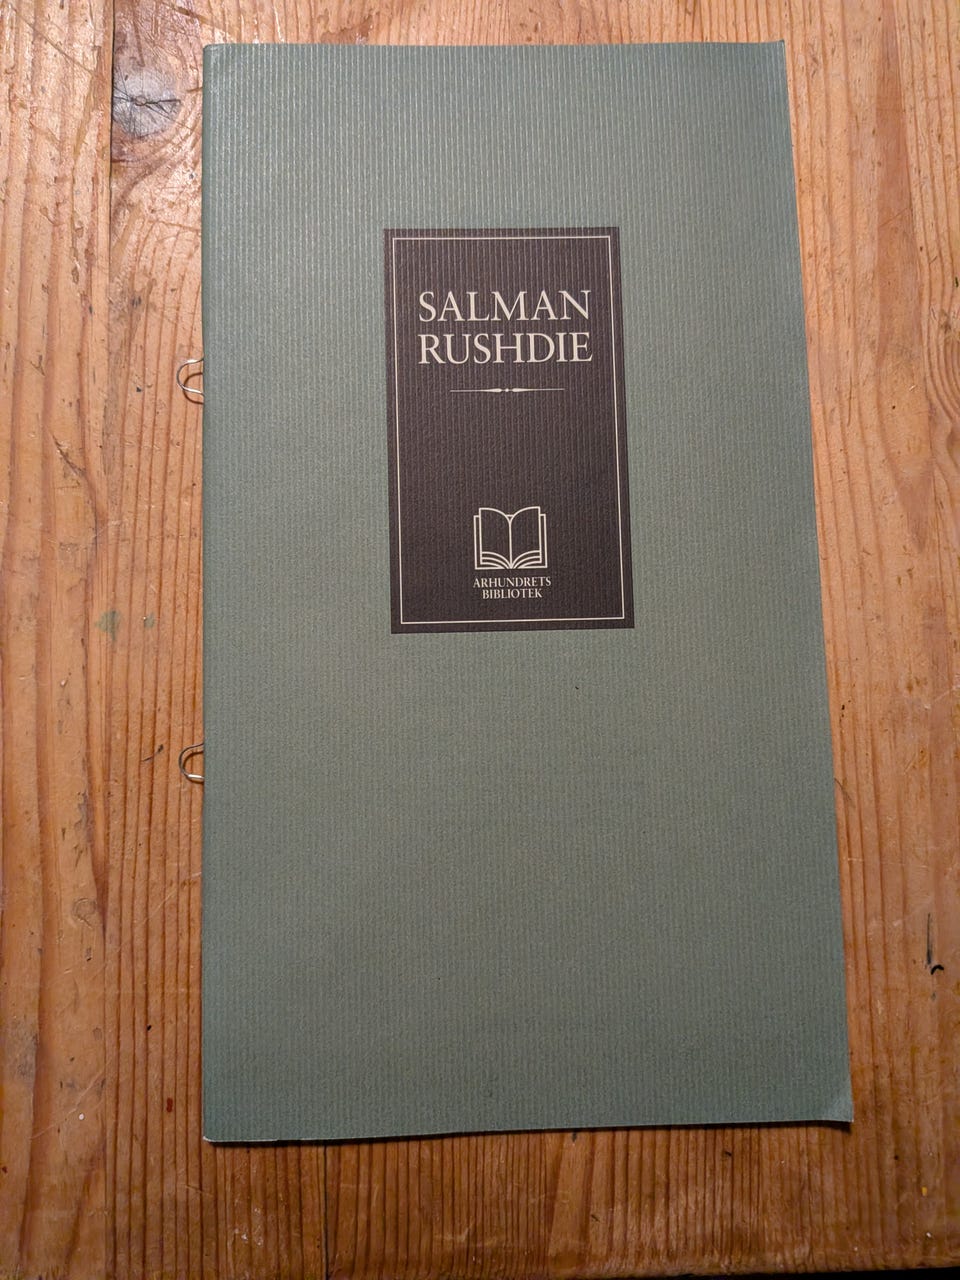 SALMAN
RUSHDIE
ÅRHUNDRETS
BIBLIOTEK